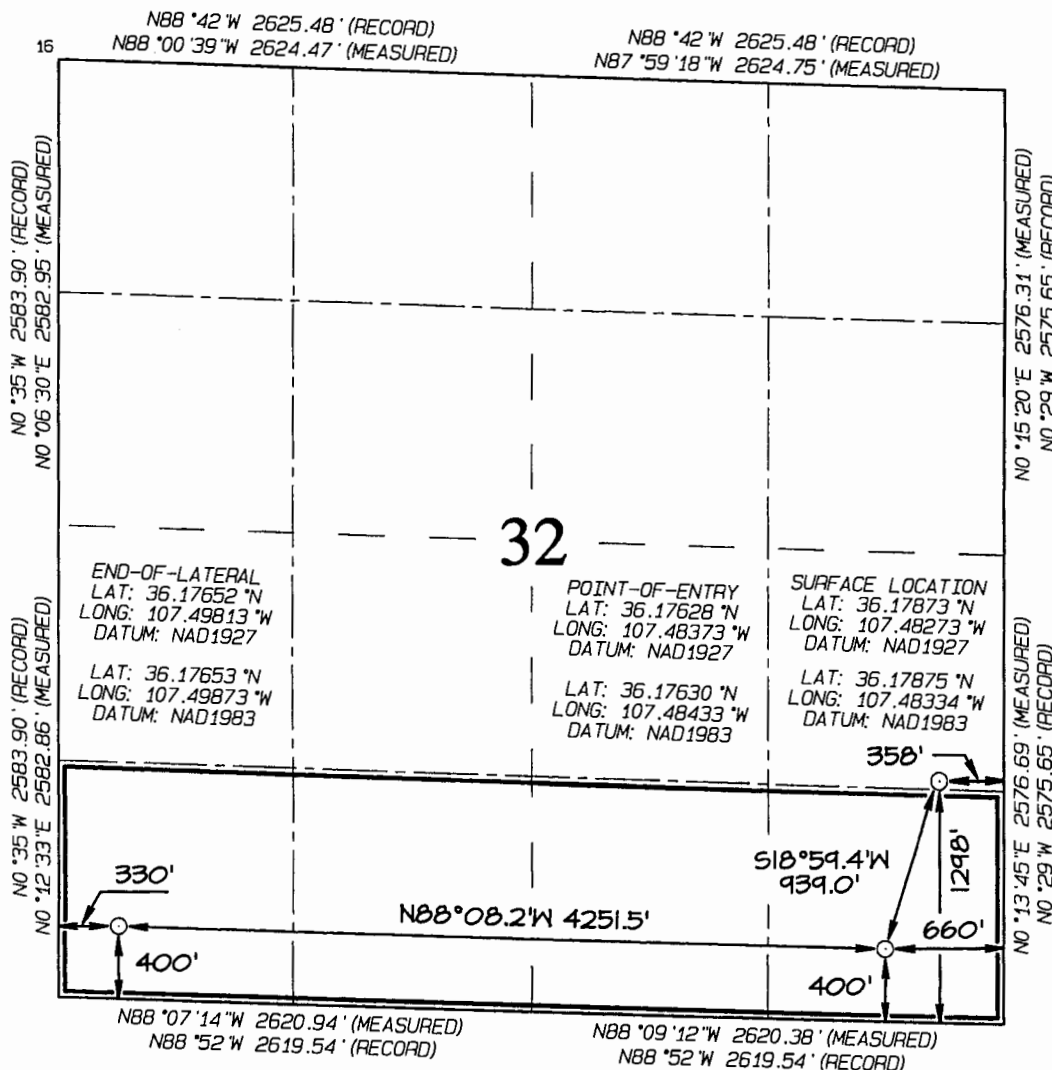 N88°42'W 2625.48' (RECORD)
N88°00'39"W 2624.47' (MEASURED)
N88°42'W 2625.48' (RECORD)
N87°59'18"W 2624.75' (MEASURED)
16
N0°35'W 2583.90' (RECORD)
N0°06'30"E 2582.95' (MEASURED)
N0°15'20"E 2576.31' (MEASURED)
N0°29'W 2575.65' (RECORD)
32
END-OF-LATERAL
LAT: 36.17652°N
LONG: 107.49813°W
DATUM: NAD1927
LAT: 36.17653°N
LONG: 107.49873°W
DATUM: NAD1983
POINT-OF-ENTRY
LAT: 36.17628°N
LONG: 107.48373°W
DATUM: NAD1927
LAT: 36.17630°N
LONG: 107.48433°W
DATUM: NAD1983
SURFACE LOCATION
LAT: 36.17873°N
LONG: 107.48273°W
DATUM: NAD1927
LAT: 36.17875°N
LONG: 107.48334°W
DATUM: NAD1983
N0°35'W 2583.90' (RECORD)
N0°12'33"E 2582.86' (MEASURED)
N0°13'45"E 2576.69' (MEASURED)
N0°29'W 2575.65' (RECORD)
358'
S18°59.4'W
939.0'
1298'
330'
N88°08.2'W 4251.5'
660'
400'
400'
N88°07'14"W 2620.94' (MEASURED)
N88°52'W 2619.54' (RECORD)
N88°09'12"W 2620.38' (MEASURED)
N88°52'W 2619.54' (RECORD)